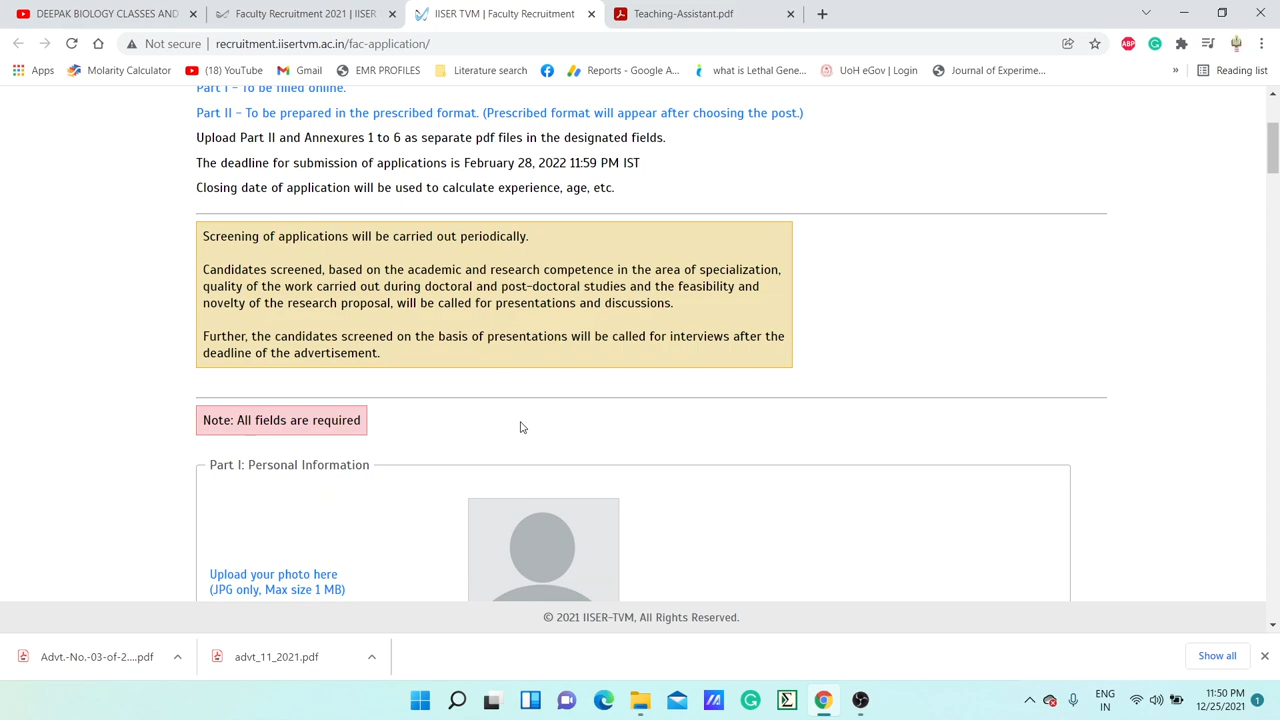 DEEPAK BIOLOGY CLASSES AND
Faculty Recruitment 2021 | IISER
IISER TVM | Faculty Recruitment
Teaching-Assistant.pdf
Not secure
recruitment.iisertvm.ac.in/fac-application/
Apps
Molarity Calculator
(18) YouTube
Gmail
EMR PROFILES
Literature search
Reports - Google A...
what is Lethal Gene...
UoH eGov | Login
Journal of Experime...
»
Reading list
Part I - To be filled online.
Part II - To be prepared in the prescribed format. (Prescribed format will appear after choosing the post.)
Upload Part II and Annexures 1 to 6 as separate pdf files in the designated fields.
The deadline for submission of applications is February 28, 2022 11:59 PM IST
Closing date of application will be used to calculate experience, age, etc.
Screening of applications will be carried out periodically.
Candidates screened, based on the academic and research competence in the area of specialization,
quality of the work carried out during doctoral and post-doctoral studies and the feasibility and
novelty of the research proposal, will be called for presentations and discussions.
Further, the candidates screened on the basis of presentations will be called for interviews after the
deadline of the advertisement.
Note: All fields are required
Part I: Personal Information
Upload your photo here
(JPG only, Max size 1 MB)
© 2021 IISER-TVM, All Rights Reserved.
Advt.-No.-03-of-2....pdf
advt_11_2021.pdf
Show all
ENG
IN
11:50 PM
12/25/2021
1